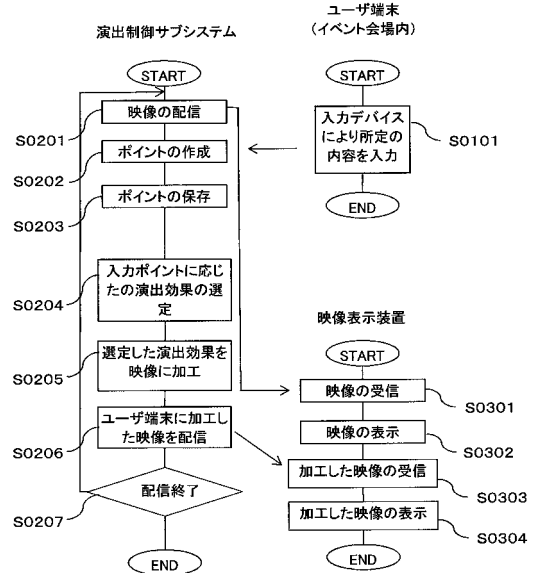 演出制御サブシステム
START
映像の配信
S0201
ポイントの作成
S0202
ポイントの保存
S0203
入力ポイントに応じ
たの演出効果の選
定
S0204
選定した演出効果を
映像に加工
S0205
ユーザ端末に加工し
た映像を配信
S0206
配信終了
S0207
END
ユーザ端末
(イベント会場内)
START
入力デバイス
により所定の
内容を入力
S0101
END
映像表示装置
START
映像の受信
S0301
映像の表示
S0302
加工した映像の受信
S0303
加工した映像の表示
S0304
END